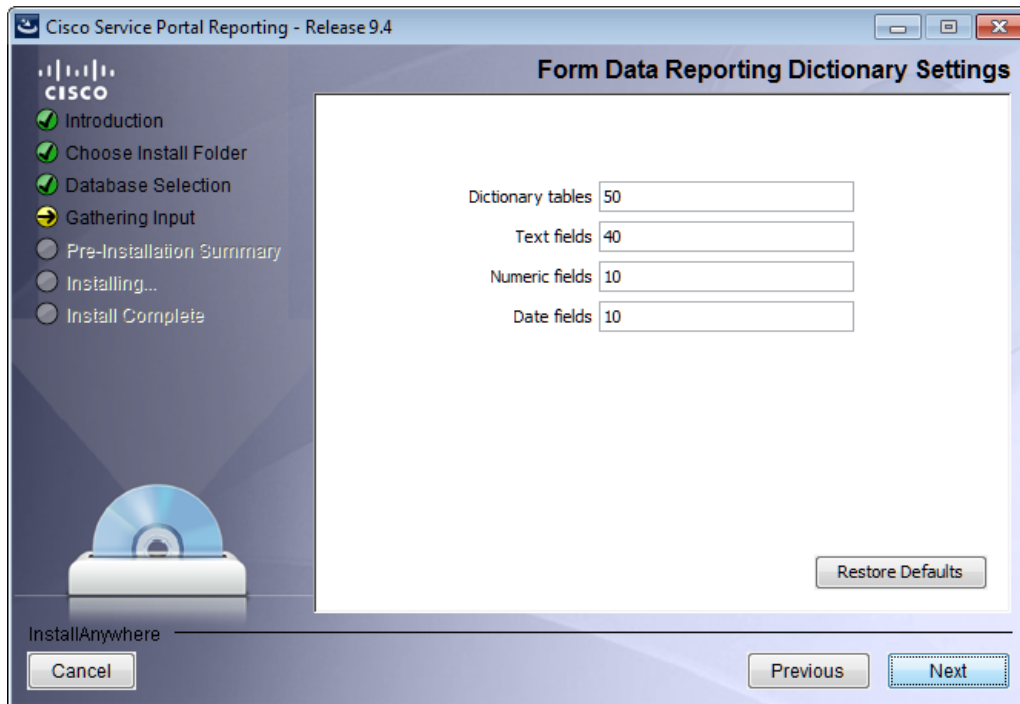 Cisco Service Portal Reporting - Release 9.4
CISCO
Form Data Reporting Dictionary Settings
Introduction
Choose Install Folder
Database Selection
Gathering Input
Pre-Installation Summary
Installing...
Install Complete
Dictionary tables 50
Text fields 40
Numeric fields 10
Date fields 10
Restore Defaults
InstallAnywhere
Cancel Previous Next